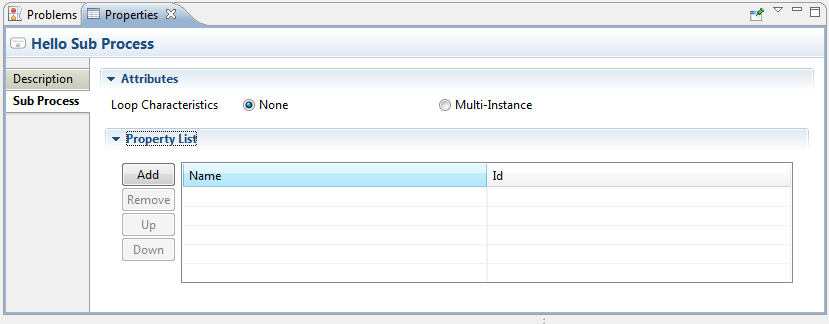 Problems Properties
Hello Sub Process
Description
Sub Process
Attributes
Loop Characteristics None Multi-Instance
Property List
Add
Remove
Up
Down
Name Id